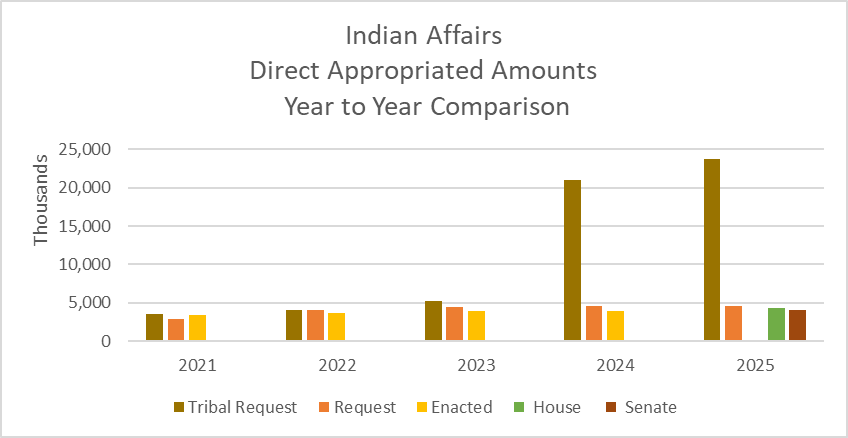 Indian Affairs
Direct Appropriated Amounts
Year to Year Comparison
Thousands
25,000
20,000
15,000
10,000
5,000
0
2021 2022 2023 2024 2025
Tribal Request Request Enacted House Senate